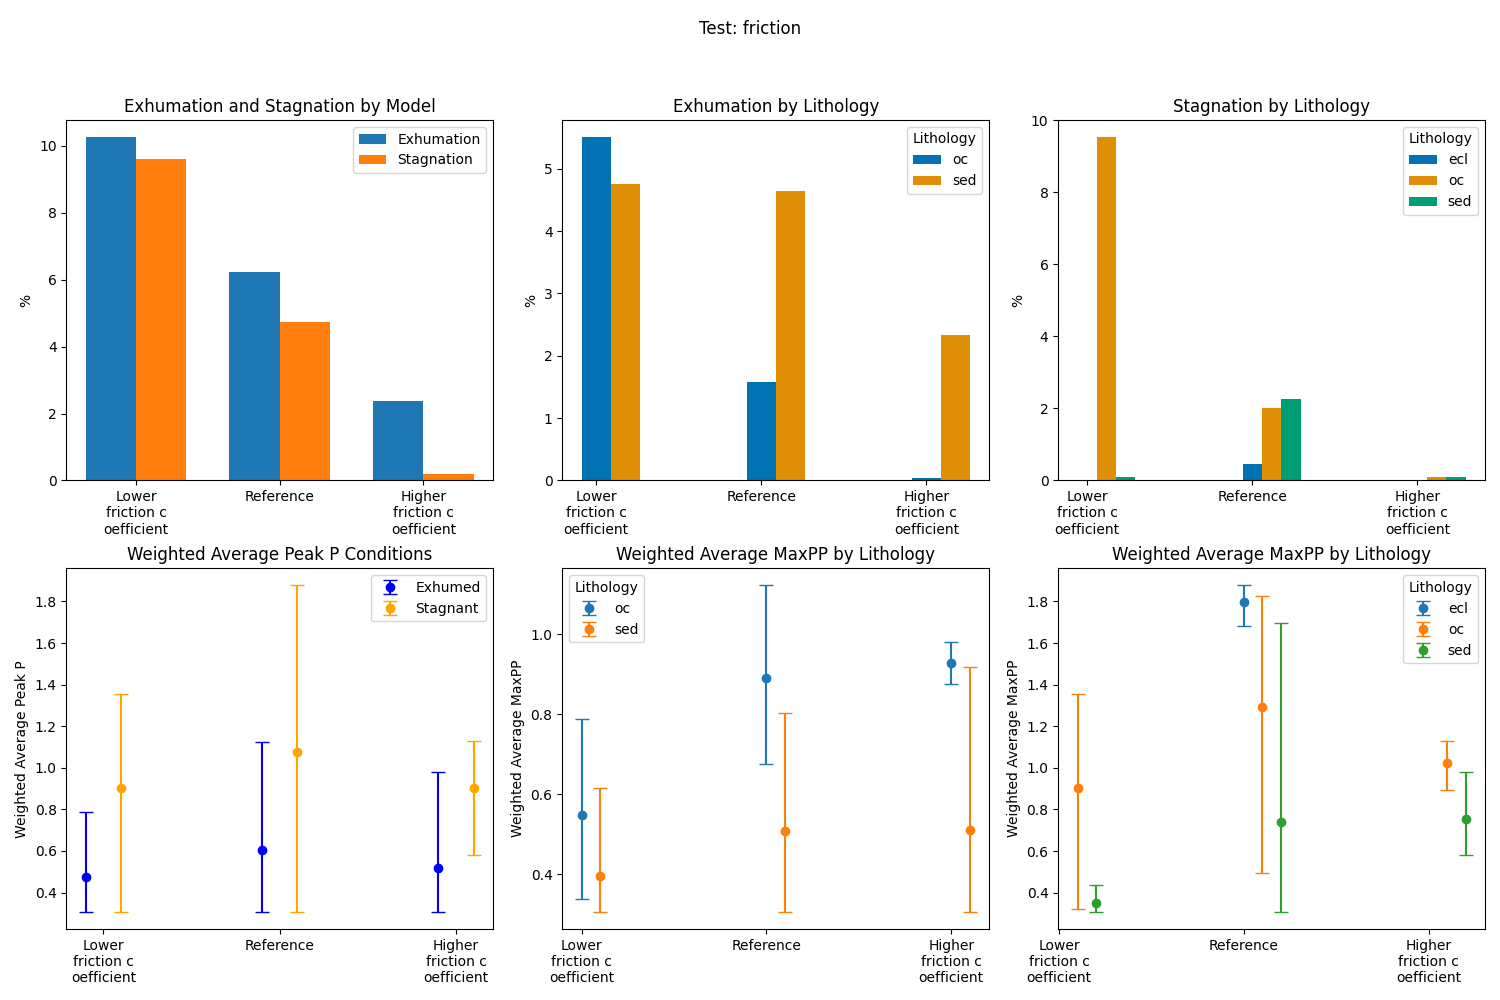 Test: friction
Exhumation and Stagnation by Model
Exhumation
Stagnation
%
10
8
6
4
2
0
Lower
friction c
oefficient
Reference
Higher
friction c
oefficient
Exhumation by Lithology
Lithology
oc
sed
%
5
4
3
2
1
0
Lower
friction c
oefficient
Reference
Higher
friction c
oefficient
Stagnation by Lithology
Lithology
ecl
oc
sed
%
10
8
6
4
2
0
Lower
friction c
oefficient
Reference
Higher
friction c
oefficient
Weighted Average Peak P Conditions
Exhumed
Stagnant
Weighted Average Peak P
1.8
1.6
1.4
1.2
1.0
0.8
0.6
0.4
Lower
friction c
oefficient
Reference
Higher
friction c
oefficient
Weighted Average MaxPP by Lithology
Lithology
oc
sed
Weighted Average MaxPP
1.0
0.8
0.6
0.4
Lower
friction c
oefficient
Reference
Higher
friction c
oefficient
Weighted Average MaxPP by Lithology
Lithology
ecl
oc
sed
Weighted Average MaxPP
1.8
1.6
1.4
1.2
1.0
0.8
0.6
0.4
Lower
friction c
oefficient
Reference
Higher
friction c
oefficient